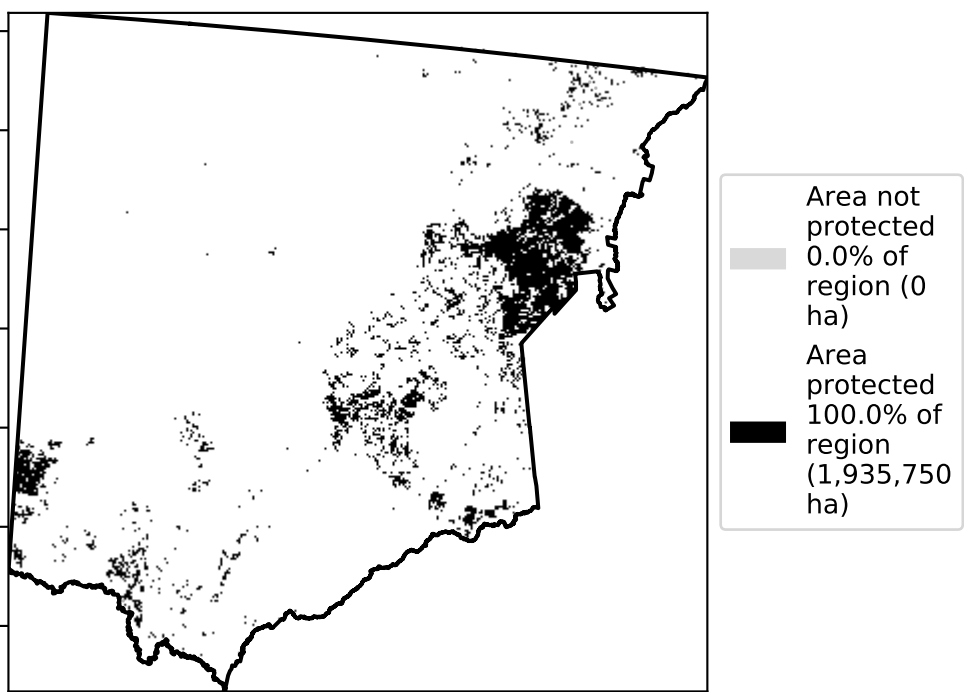 Area not
protected
0.0% of
region (0
ha)
Area
protected
100.0% of
region
(1,935,750
ha)